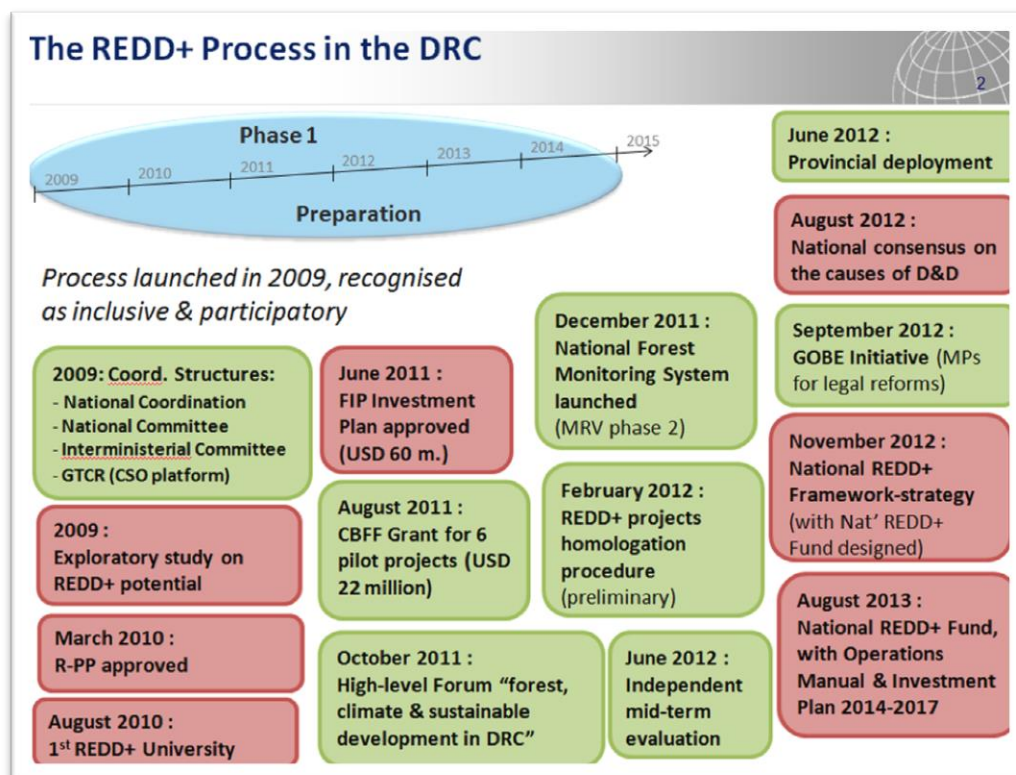 The REDD+ Process in the DRC
2
Phase 1
2009
2010
2011
2012
2013
2014
2015
Preparation
Process launched in 2009, recognised
as inclusive & participatory
2009: Coord. Structures:
- National Coordination
- National Committee
- Interministerial Committee
- GTCR (CSO platform)
2009 :
Exploratory study on
REDD+ potential
March 2010 :
R-PP approved
August 2010 :
1st REDD+ University
June 2011 :
FIP Investment
Plan approved
(USD 60 m.)
August 2011 :
CBFF Grant for 6
pilot projects (USD
22 million)
October 2011 :
High-level Forum “forest,
climate & sustainable
development in DRC”
December 2011 :
National Forest
Monitoring System
launched
(MRV phase 2)
February 2012 :
REDD+ projects
homologation
procedure
(preliminary)
June 2012 :
Independent
mid-term
evaluation
June 2012 :
Provincial deployment
August 2012 :
National consensus on
the causes of D&D
September 2012 :
GOBE Initiative (MPs
for legal reforms)
November 2012 :
National REDD+
Framework-strategy
(with Nat’ REDD+
Fund designed)
August 2013 :
National REDD+ Fund,
with Operations
Manual & Investment
Plan 2014-2017